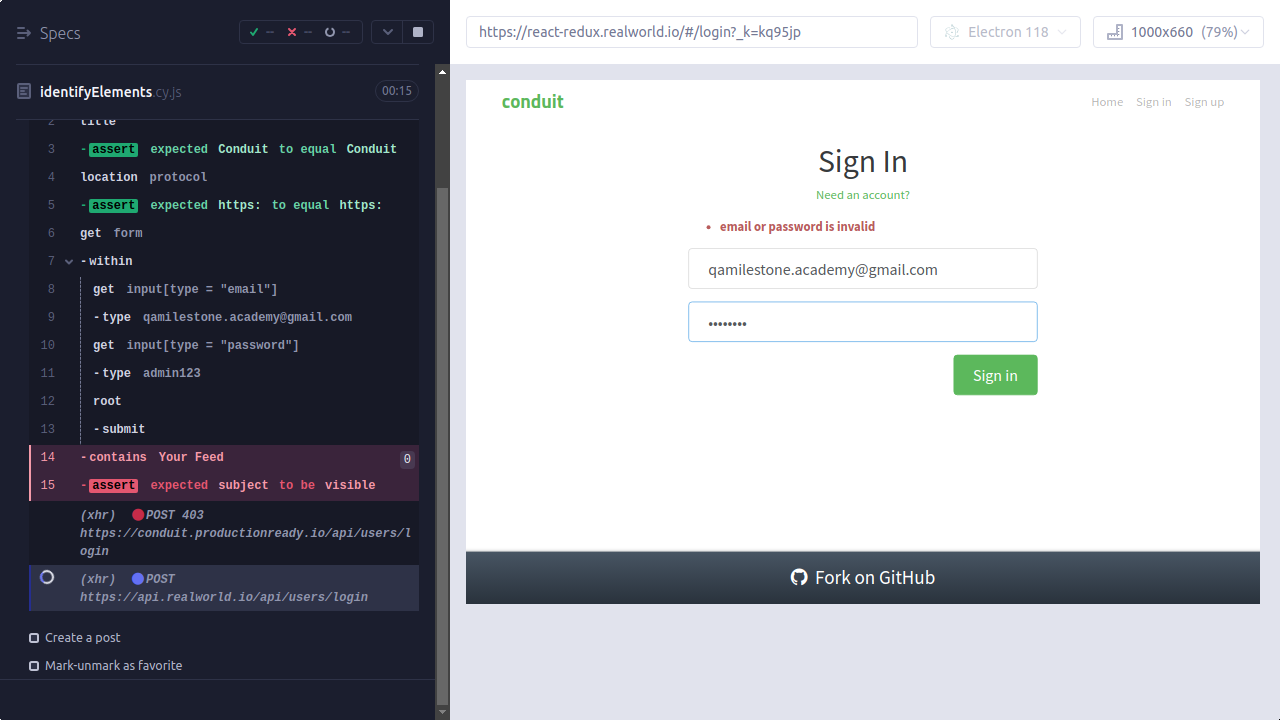 Specs
-- -- --
identifyElements.cy.js
00:15
2 title
3 -assert expected Conduit to equal Conduit
4 location protocol
5 -assert expected https: to equal https:
6 get form
7 -within
8 get input[type = "email"]
9 -type qamilestone.academy@gmail.com
10 get input[type = "password"]
11 -type admin123
12 root
13 -submit
14 -contains Your Feed 0
15 -assert expected subject to be visible
(xhr) POST 403
https://conduit.productionready.io/api/users/l
ogin
(xhr) POST
https://api.realworld.io/api/users/login
Create a post
Mark-unmark as favorite
https://react-redux.realworld.io/#/login?_k=kq95jp
Electron 118
1000x660 (79%)
conduit
Home Sign in Sign up
Sign In
Need an account?
• email or password is invalid
qamilestone.academy@gmail.com
••••••••
Sign in
Fork on GitHub